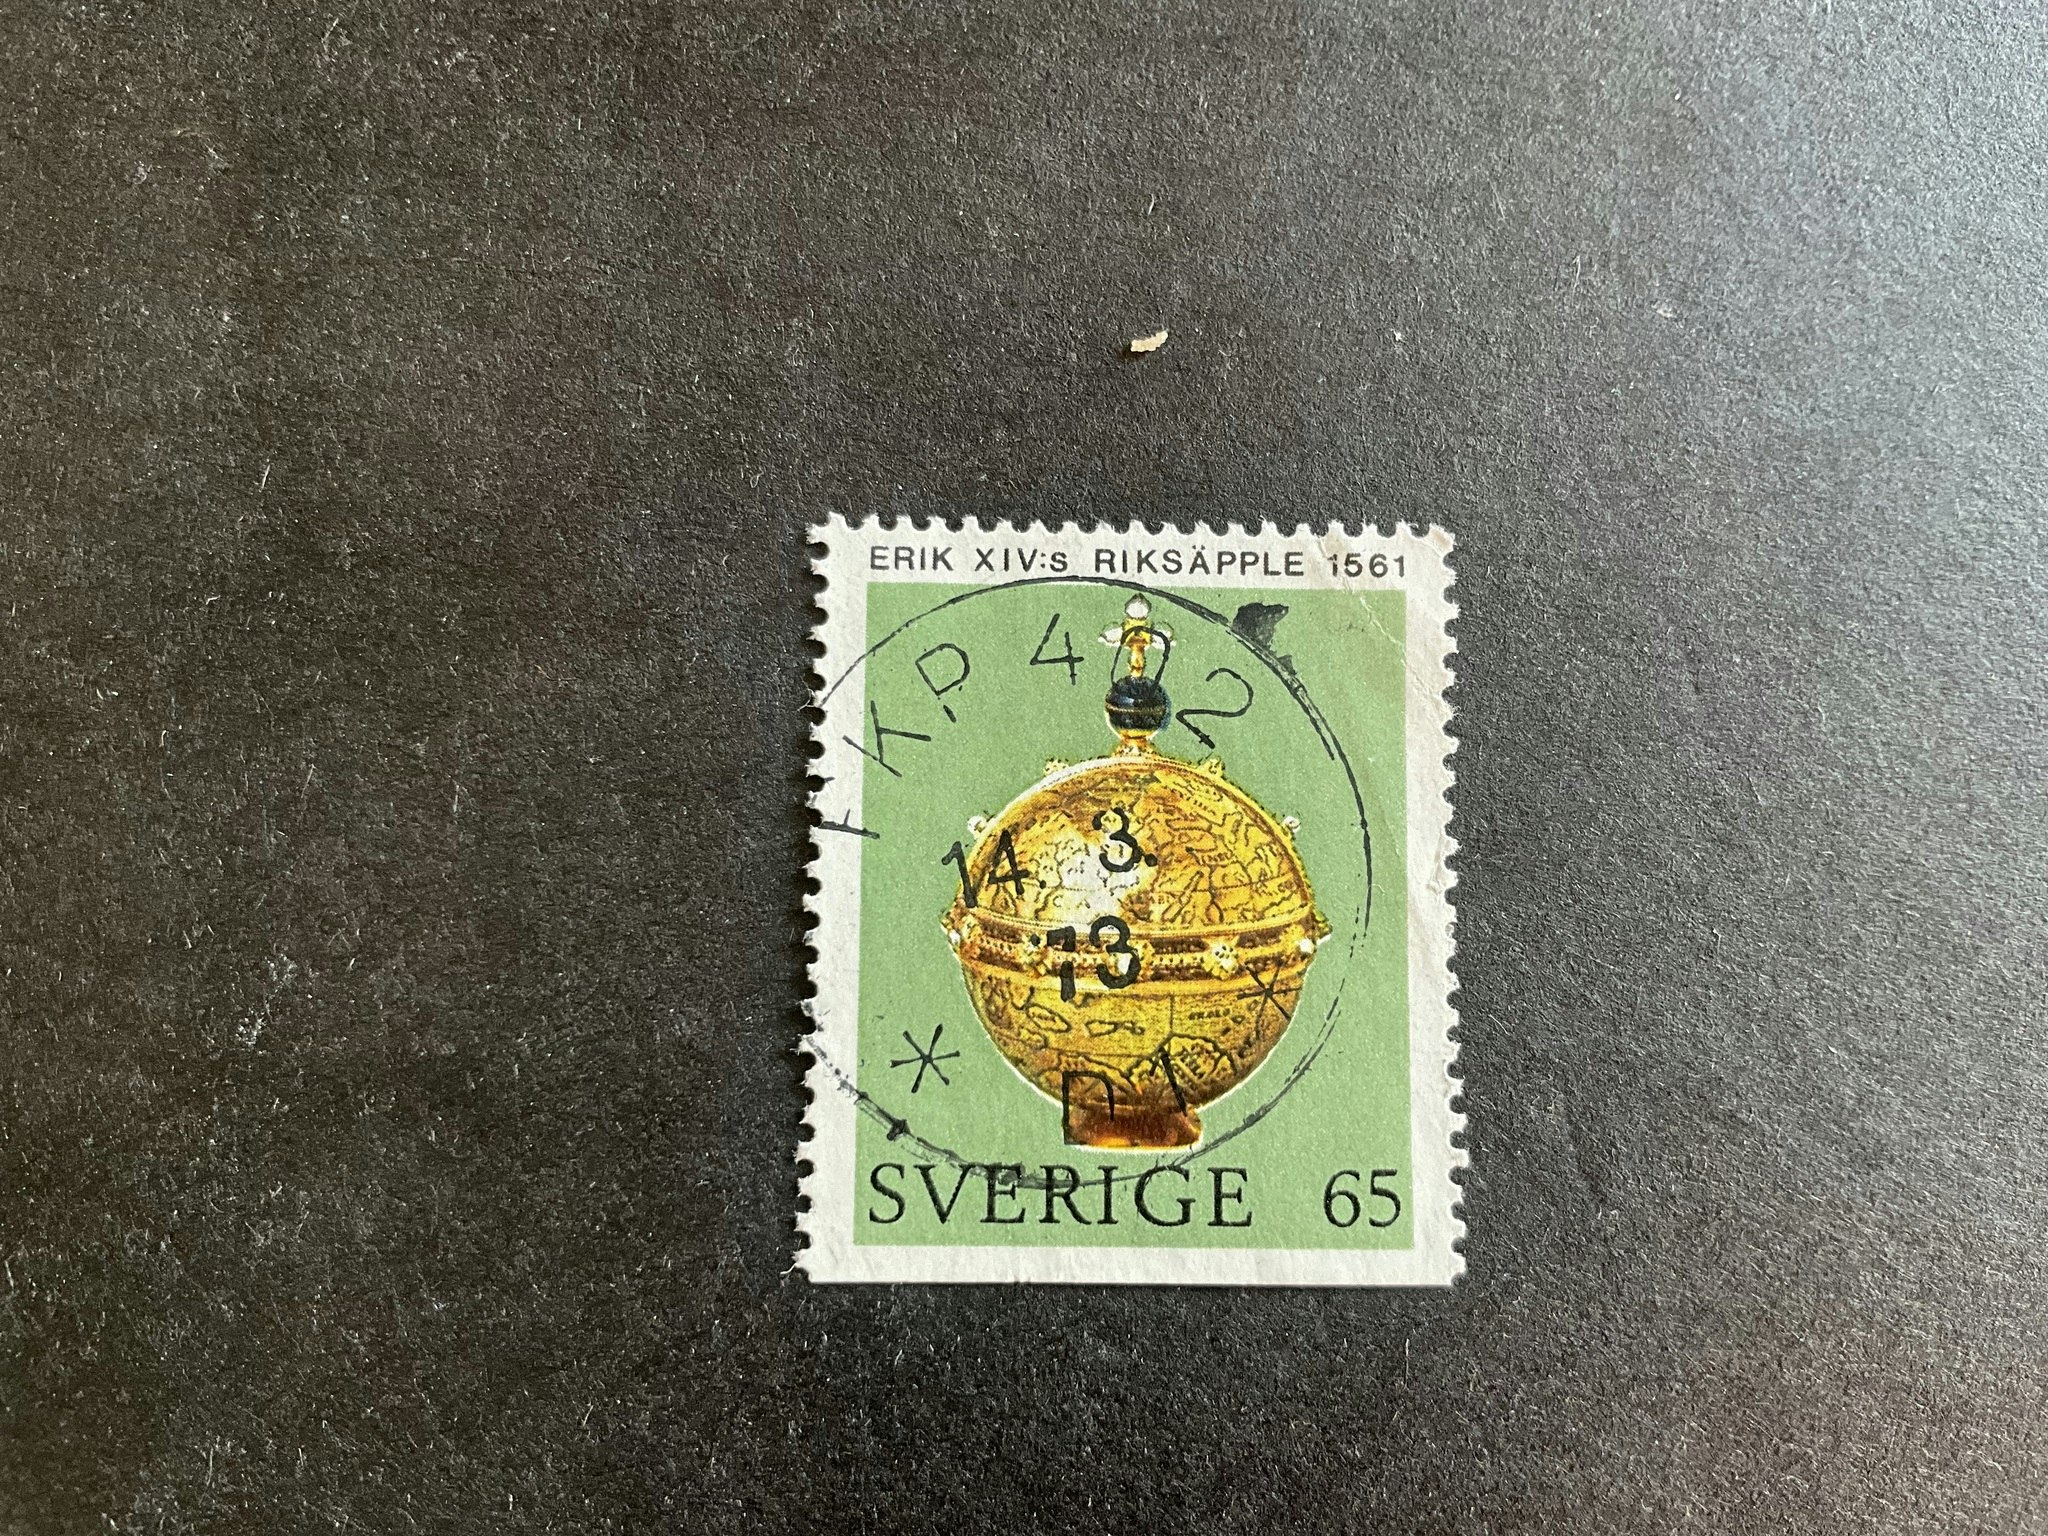 ERIK XIV:s RIKSÄPPLE 1561
FKP 402
14. 3.
73
SVERIGE 65